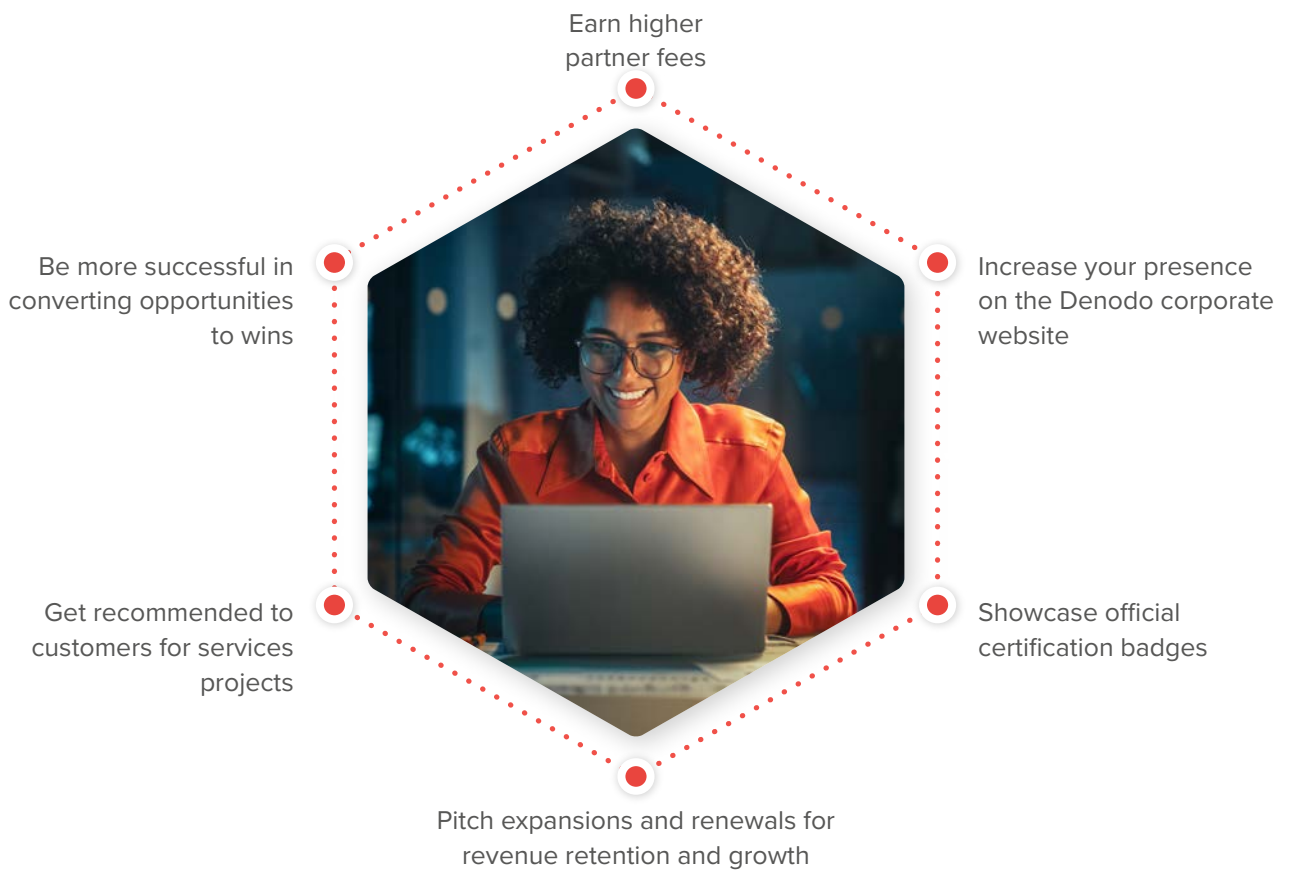 Earn higher
partner fees
Be more successful in
converting opportunities
to wins
Increase your presence
on the Denodo corporate
website
Get recommended to
customers for services
projects
Showcase official
certification badges
Pitch expansions and renewals for
revenue retention and growth